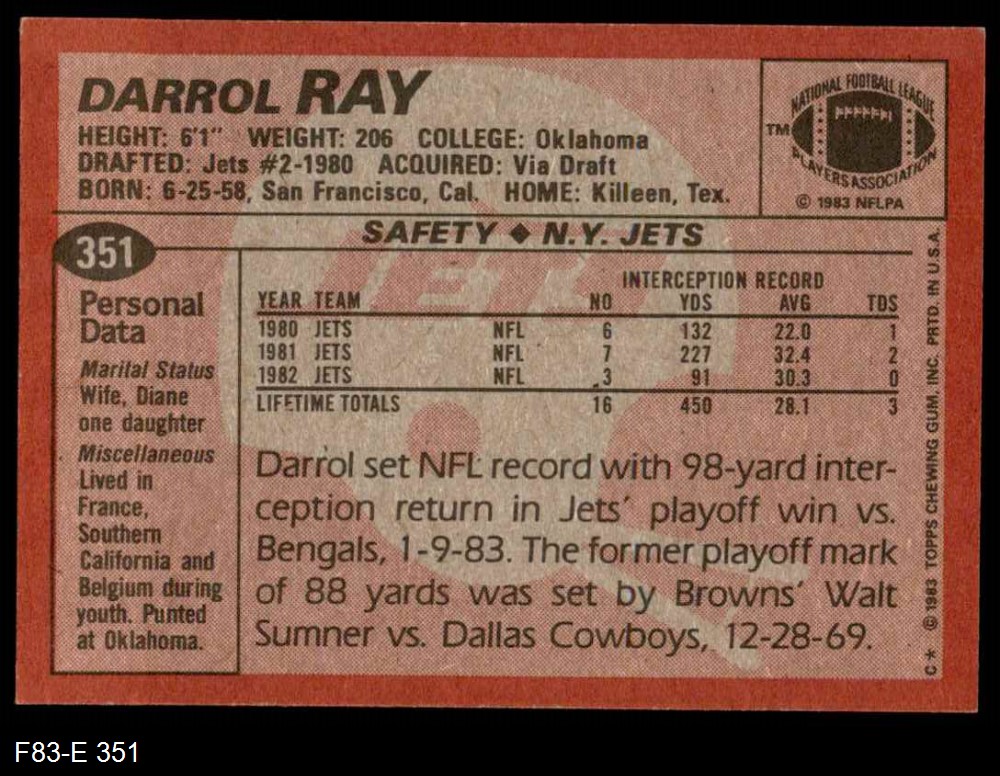 DARROL RAY
HEIGHT: 6'1" WEIGHT: 206 COLLEGE: Oklahoma
DRAFTED: Jets #2-1980 ACQUIRED: Via Draft
BORN: 6-25-58, San Francisco, Cal. HOME: Killeen, Tex.
NATIONAL FOOTBALL LEAGUE
TM
PLAYERS ASSOCIATION
© 1983 NFLPA
351
SAFETY ♦ N.Y. JETS
Personal
Data
Marital Status
Wife, Diane
one daughter
Miscellaneous
Lived in
France,
Southern
California and
Belgium during
youth. Punted
at Oklahoma.
JETS
INTERCEPTION RECORD
YEAR TEAM NO YDS AVG TDS
1980 JETS NFL 6 132 22.0 1
1981 JETS NFL 7 227 32.4 2
1982 JETS NFL 3 91 30.3 0
LIFETIME TOTALS 16 450 28.1 3
Darrol set NFL record with 98-yard inter-
ception return in Jets' playoff win vs.
Bengals, 1-9-83. The former playoff mark
of 88 yards was set by Browns' Walt
Sumner vs. Dallas Cowboys, 12-28-69.
C* © 1983 TOPPS CHEWING GUM, INC. PRTD. IN U.S.A.
F83-E 351